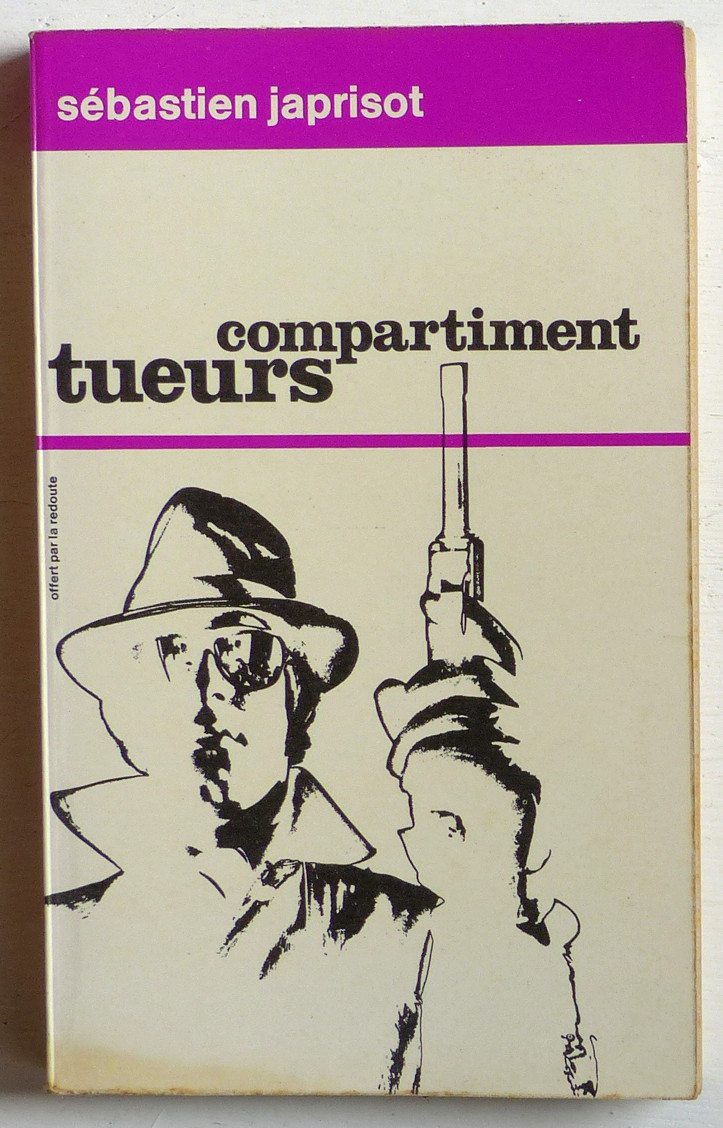 sébastien japrisot
compartiment
tueurs
offert par la redoute